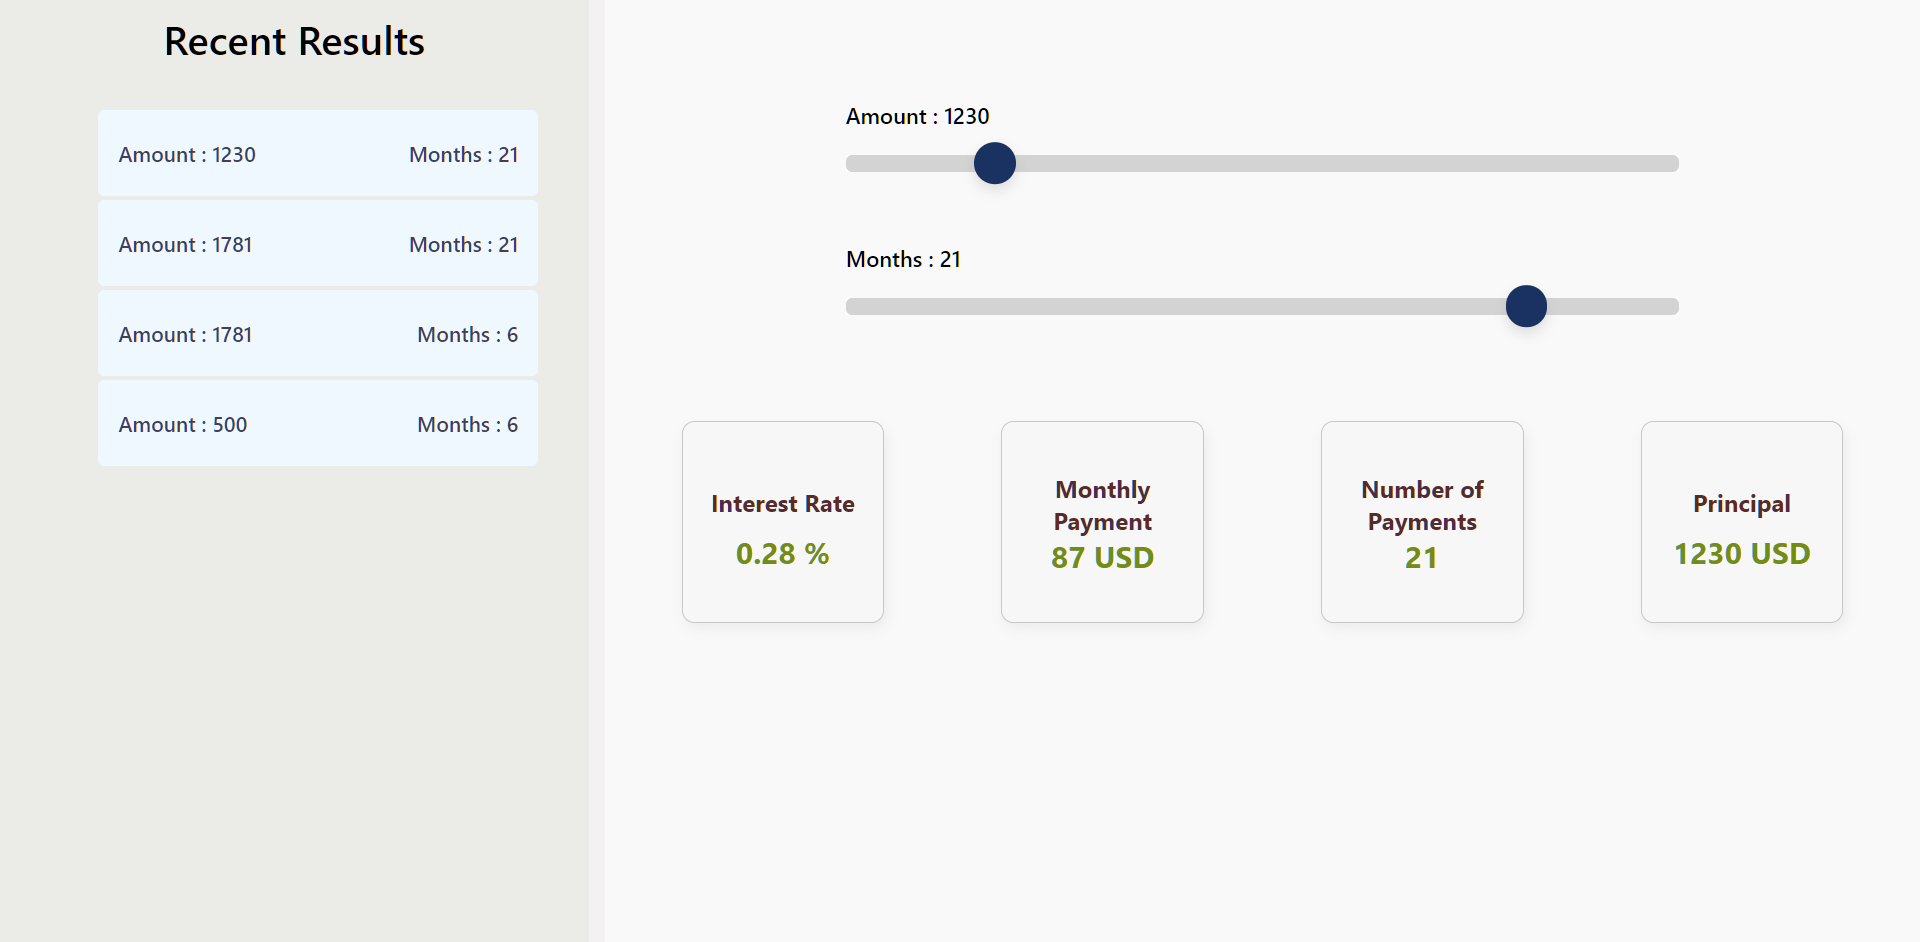 Recent Results
Amount : 1230 Months : 21
Amount : 1781 Months : 21
Amount : 1781 Months : 6
Amount : 500 Months : 6
Amount : 1230
Months : 21
Interest Rate
0.28 %
Monthly
Payment
87 USD
Number of
Payments
21
Principal
1230 USD